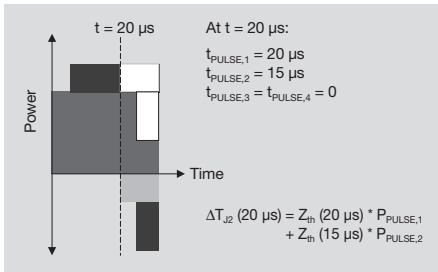 t = 20 µs
At t = 20 µs:
tPULSE,1 = 20 µs
tPULSE,2 = 15 µs
tPULSE,3 = tPULSE,4 = 0
Power
Time
ΔTJ2 (20 µs) = Zth (20 µs) * PPULSE,1
+ Zth (15 µs) * PPULSE,2